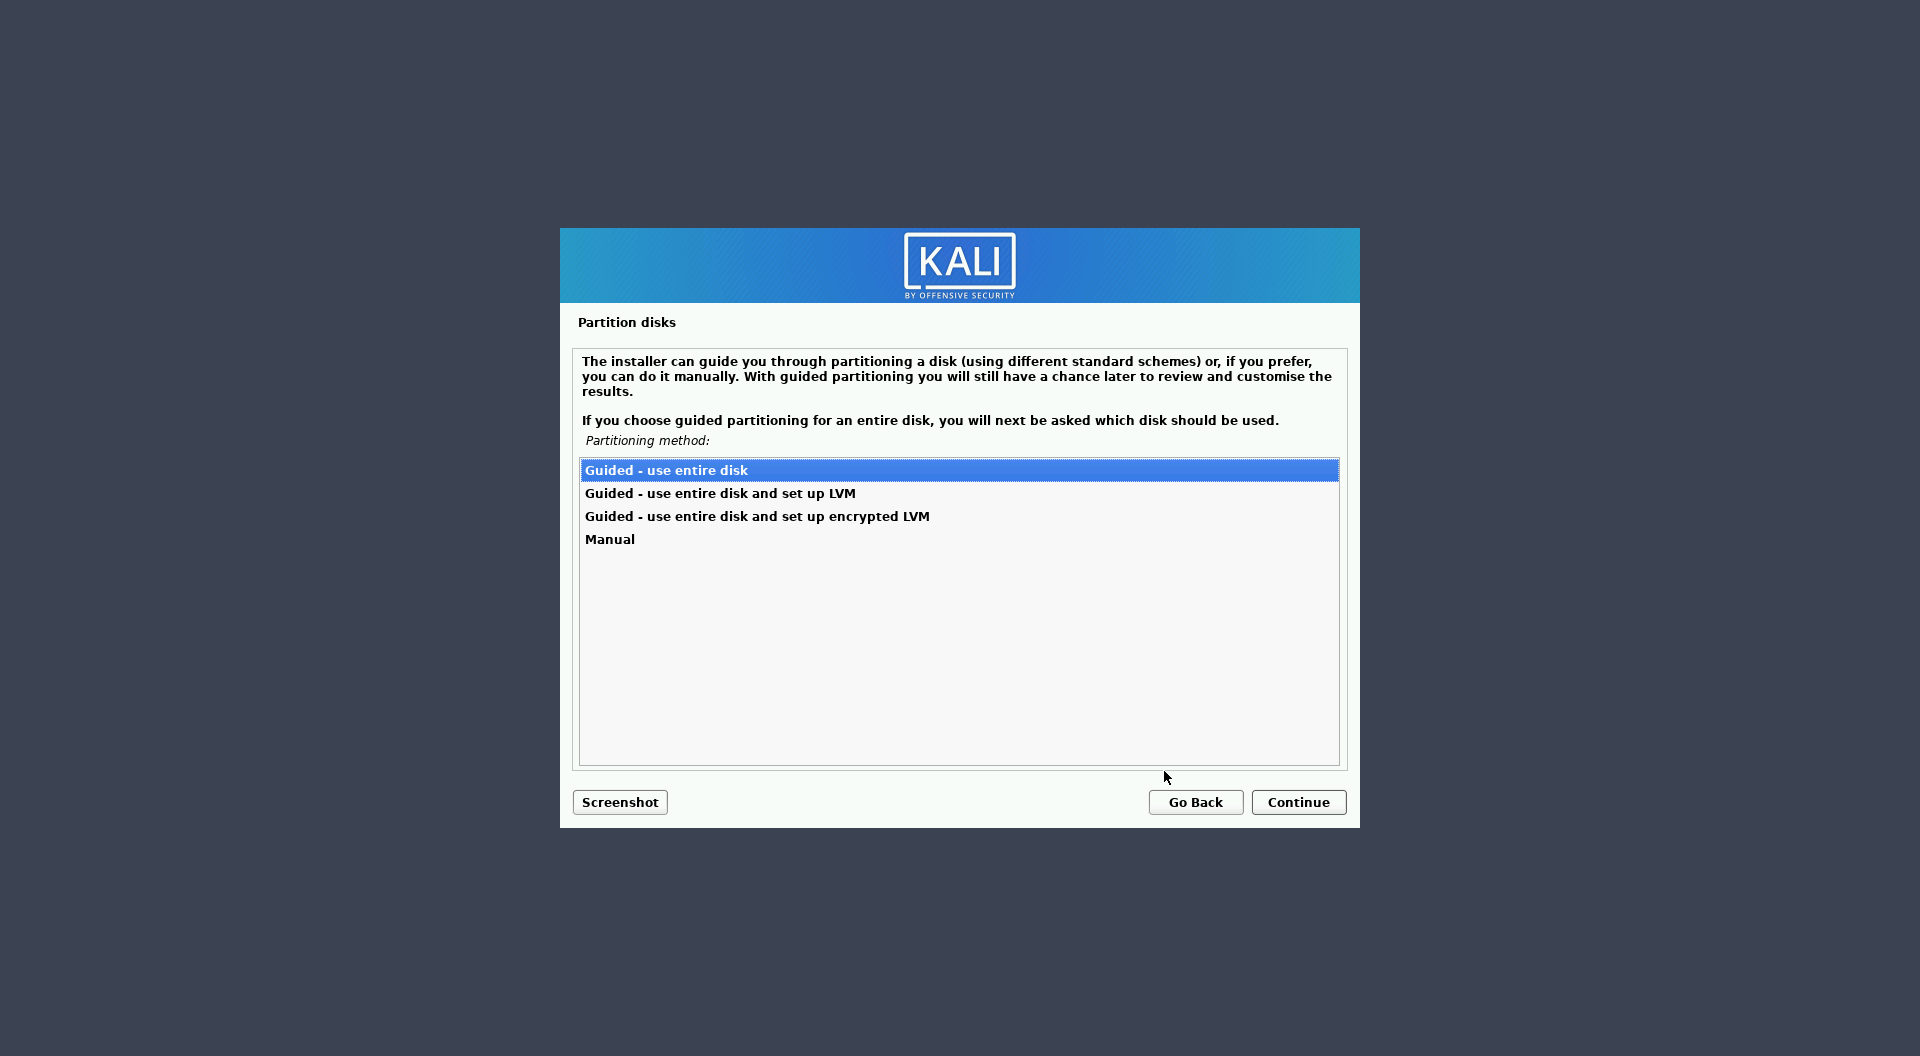 KALI
BY OFFENSIVE SECURITY
Partition disks
The installer can guide you through partitioning a disk (using different standard schemes) or, if you prefer,
you can do it manually. With guided partitioning you will still have a chance later to review and customise the
results.
If you choose guided partitioning for an entire disk, you will next be asked which disk should be used.
Partitioning method:
Guided - use entire disk
Guided - use entire disk and set up LVM
Guided - use entire disk and set up encrypted LVM
Manual
Screenshot
Go Back
Continue